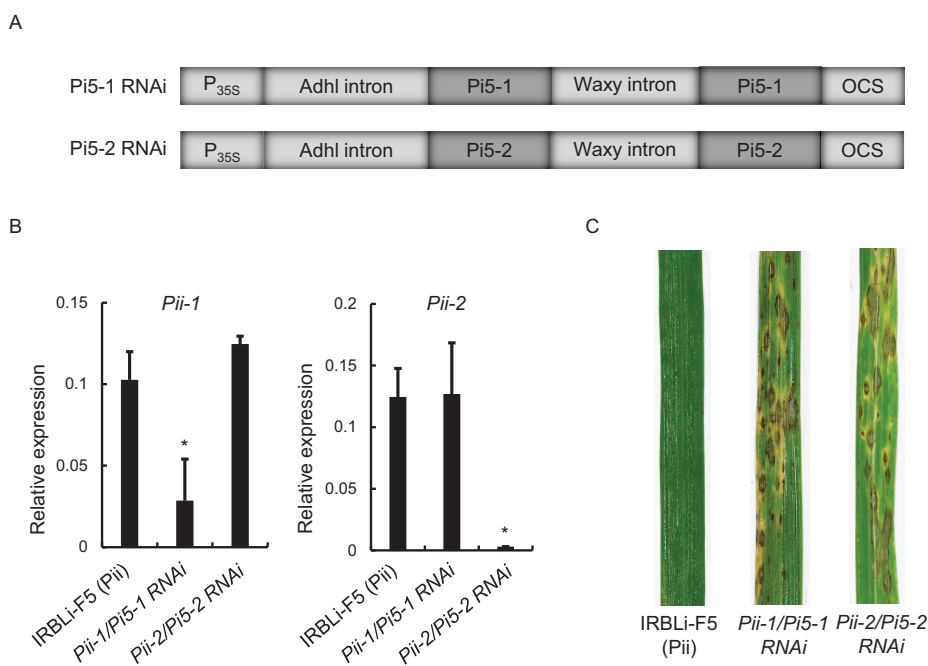 A
Pi5-1 RNAi P35S AdhI intron Pi5-1 Waxy intron Pi5-1 OCS
Pi5-2 RNAi P35S AdhI intron Pi5-2 Waxy intron Pi5-2 OCS
B
Pii-1
Relative expression
0.15
0.1
0.05
0
*
IRBLi-F5 (Pii)
Pii-1/Pi5-1 RNAi
Pii-2/Pi5-2 RNAi
Pii-2
Relative expression
0.2
0.15
0.1
0.05
0
*
IRBLi-F5 (Pii)
Pii-1/Pi5-1 RNAi
Pii-2/Pi5-2 RNAi
C
IRBLi-F5
(Pii)
Pii-1/Pi5-1
RNAi
Pii-2/Pi5-2
RNAi